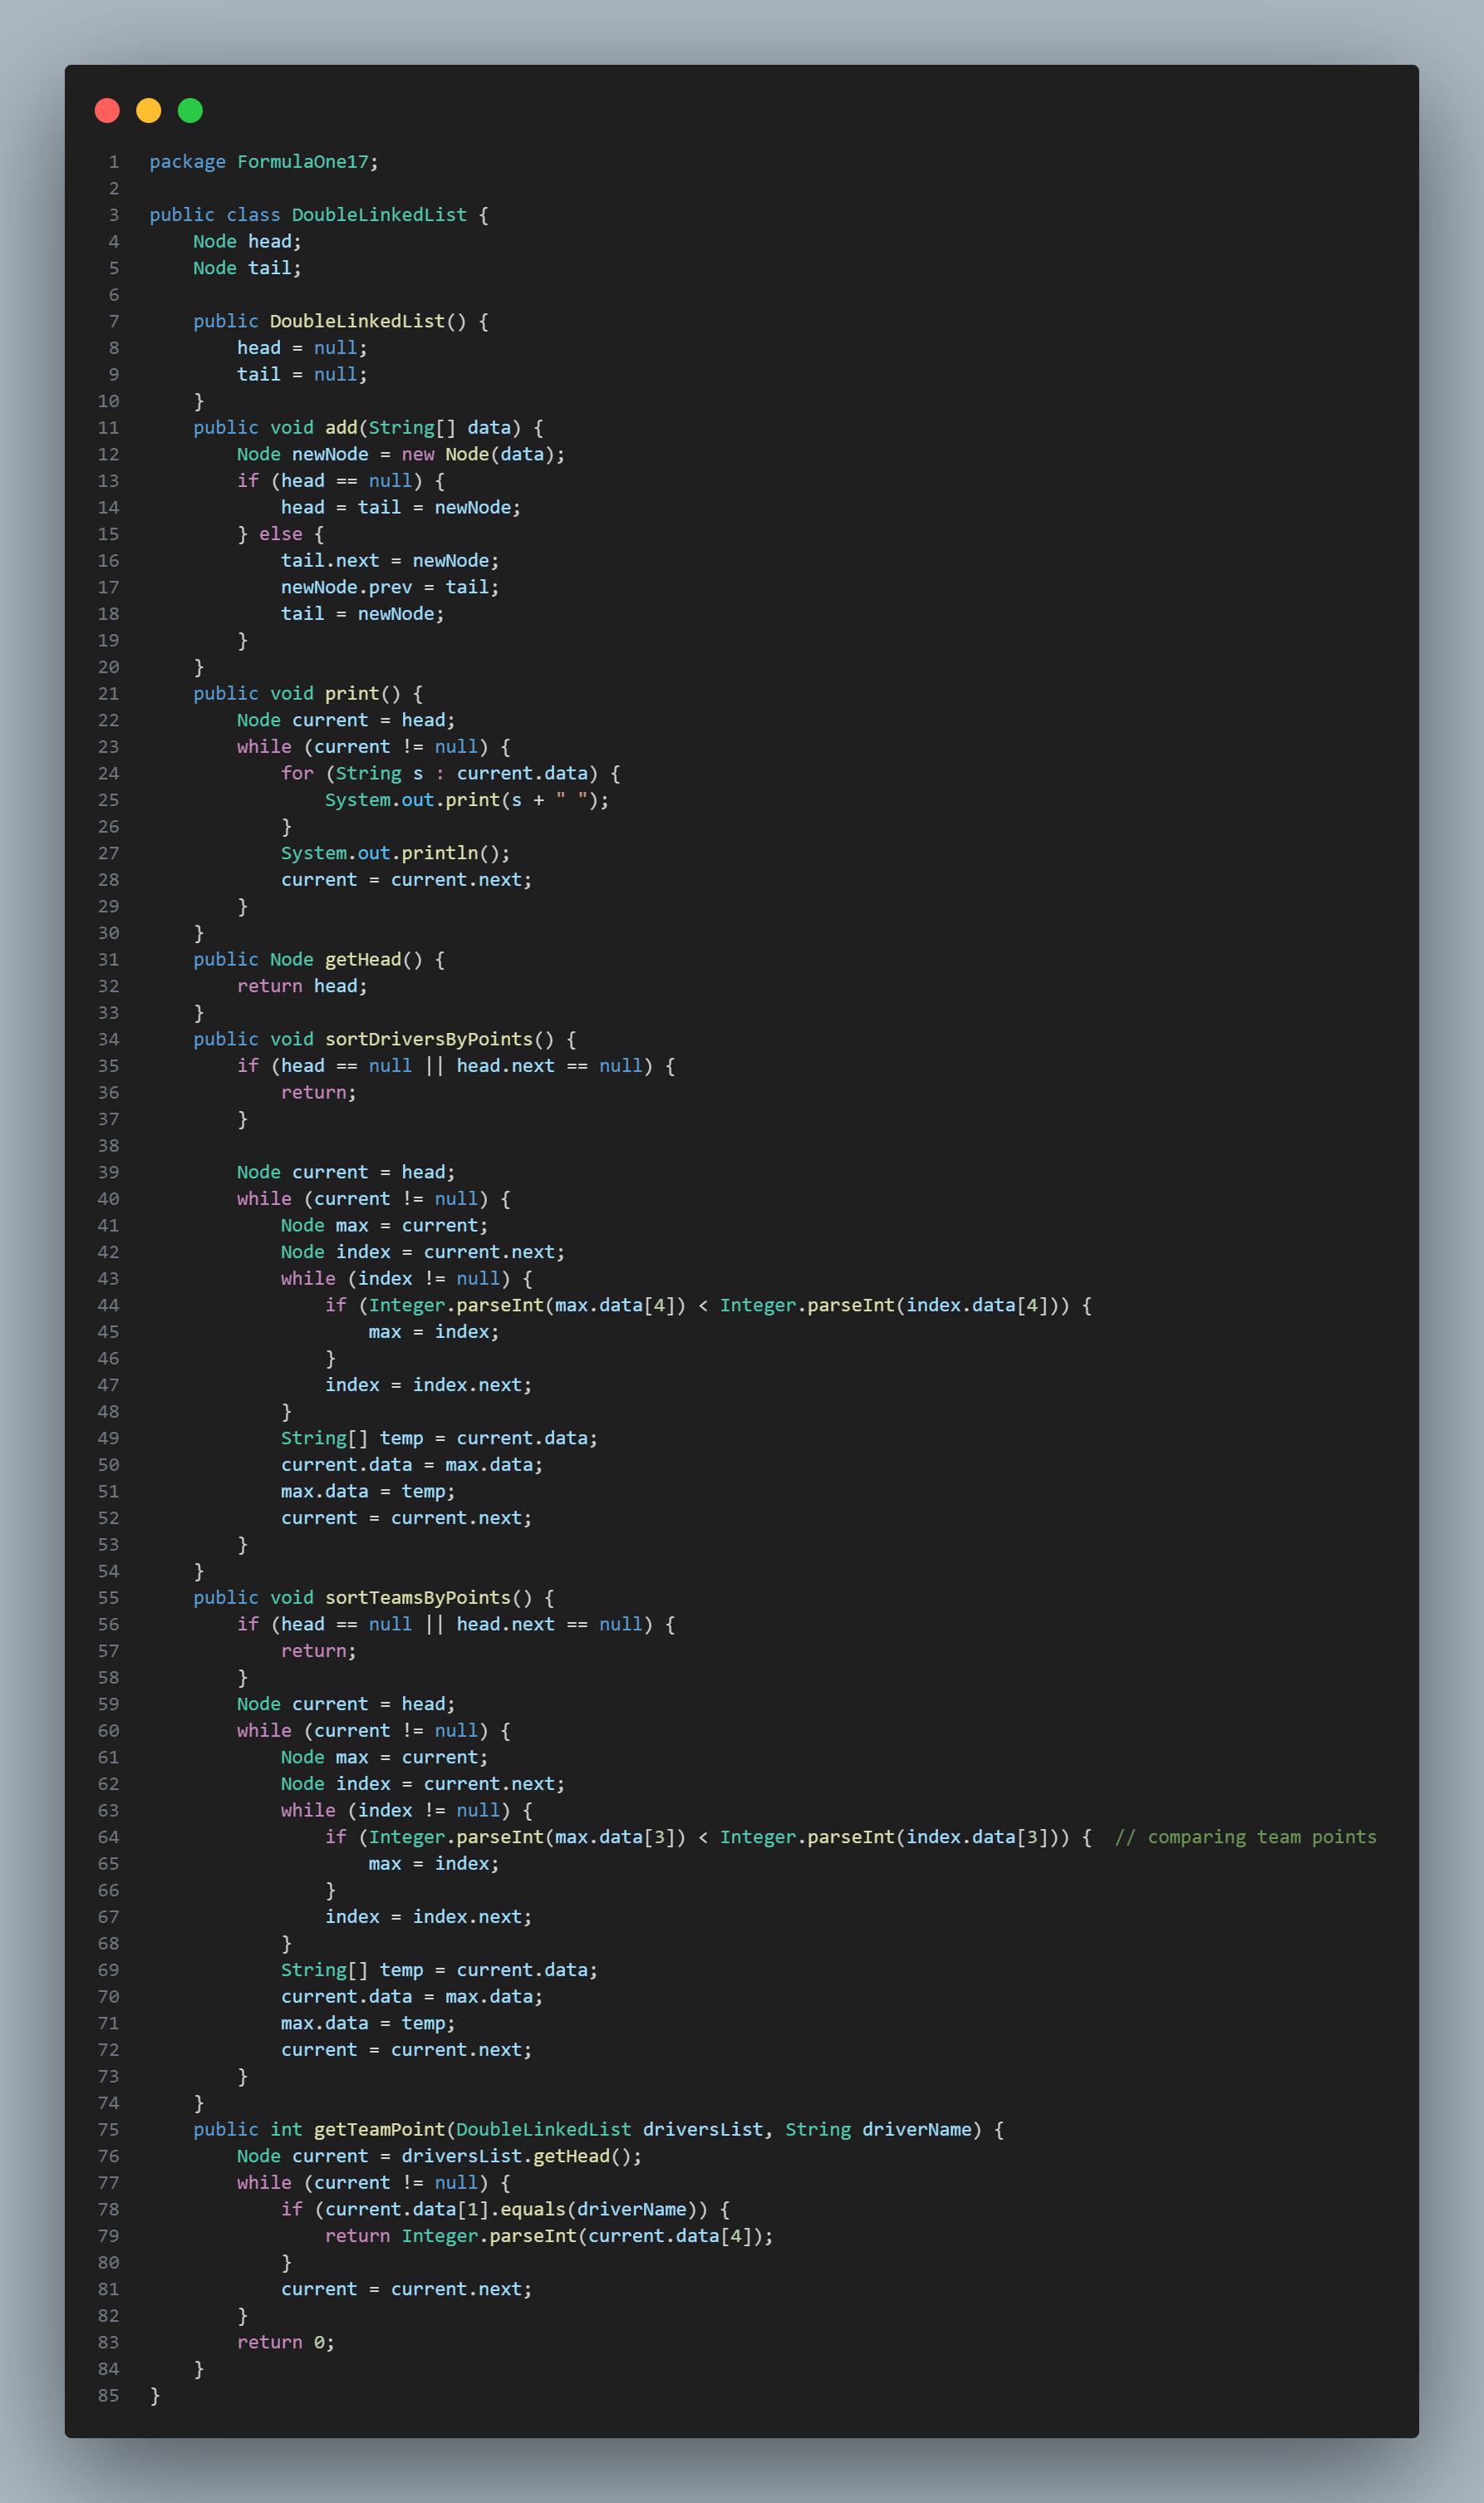 1 package FormulaOne17;
2
3 public class DoubleLinkedList {
4     Node head;
5     Node tail;
6
7     public DoubleLinkedList() {
8         head = null;
9         tail = null;
10     }
11     public void add(String[] data) {
12         Node newNode = new Node(data);
13         if (head == null) {
14             head = tail = newNode;
15         } else {
16             tail.next = newNode;
17             newNode.prev = tail;
18             tail = newNode;
19         }
20     }
21     public void print() {
22         Node current = head;
23         while (current != null) {
24             for (String s : current.data) {
25                 System.out.print(s + " ");
26             }
27             System.out.println();
28             current = current.next;
29         }
30     }
31     public Node getHead() {
32         return head;
33     }
34     public void sortDriversByPoints() {
35         if (head == null || head.next == null) {
36             return;
37         }
38
39         Node current = head;
40         while (current != null) {
41             Node max = current;
42             Node index = current.next;
43             while (index != null) {
44                 if (Integer.parseInt(max.data[4]) < Integer.parseInt(index.data[4])) {
45                     max = index;
46                 }
47                 index = index.next;
48             }
49             String[] temp = current.data;
50             current.data = max.data;
51             max.data = temp;
52             current = current.next;
53         }
54     }
55     public void sortTeamsByPoints() {
56         if (head == null || head.next == null) {
57             return;
58         }
59         Node current = head;
60         while (current != null) {
61             Node max = current;
62             Node index = current.next;
63             while (index != null) {
64                 if (Integer.parseInt(max.data[3]) < Integer.parseInt(index.data[3])) {  // comparing team points
65                     max = index;
66                 }
67                 index = index.next;
68             }
69             String[] temp = current.data;
70             current.data = max.data;
71             max.data = temp;
72             current = current.next;
73         }
74     }
75     public int getTeamPoint(DoubleLinkedList driversList, String driverName) {
76         Node current = driversList.getHead();
77         while (current != null) {
78             if (current.data[1].equals(driverName)) {
79                 return Integer.parseInt(current.data[4]);
80             }
81             current = current.next;
82         }
83         return 0;
84     }
85 }